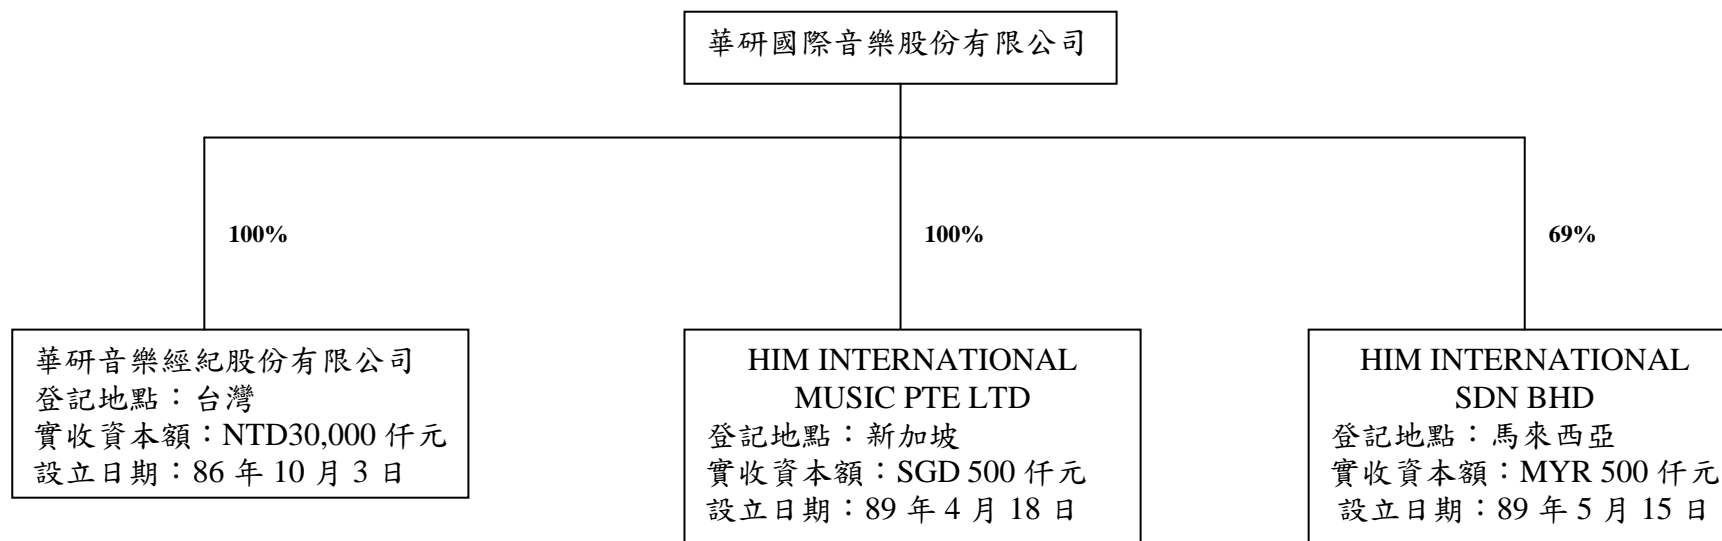 華研國際音樂股份有限公司
100%
100%
69%
華研音樂經紀股份有限公司
登記地點：台灣
實收資本額：NTD30,000 仟元
設立日期：86 年 10 月 3 日
HIM INTERNATIONAL
MUSIC PTE LTD
登記地點：新加坡
實收資本額：SGD 500 仟元
設立日期：89 年 4 月 18 日
HIM INTERNATIONAL
SDN BHD
登記地點：馬來西亞
實收資本額：MYR 500 仟元
設立日期：89 年 5 月 15 日